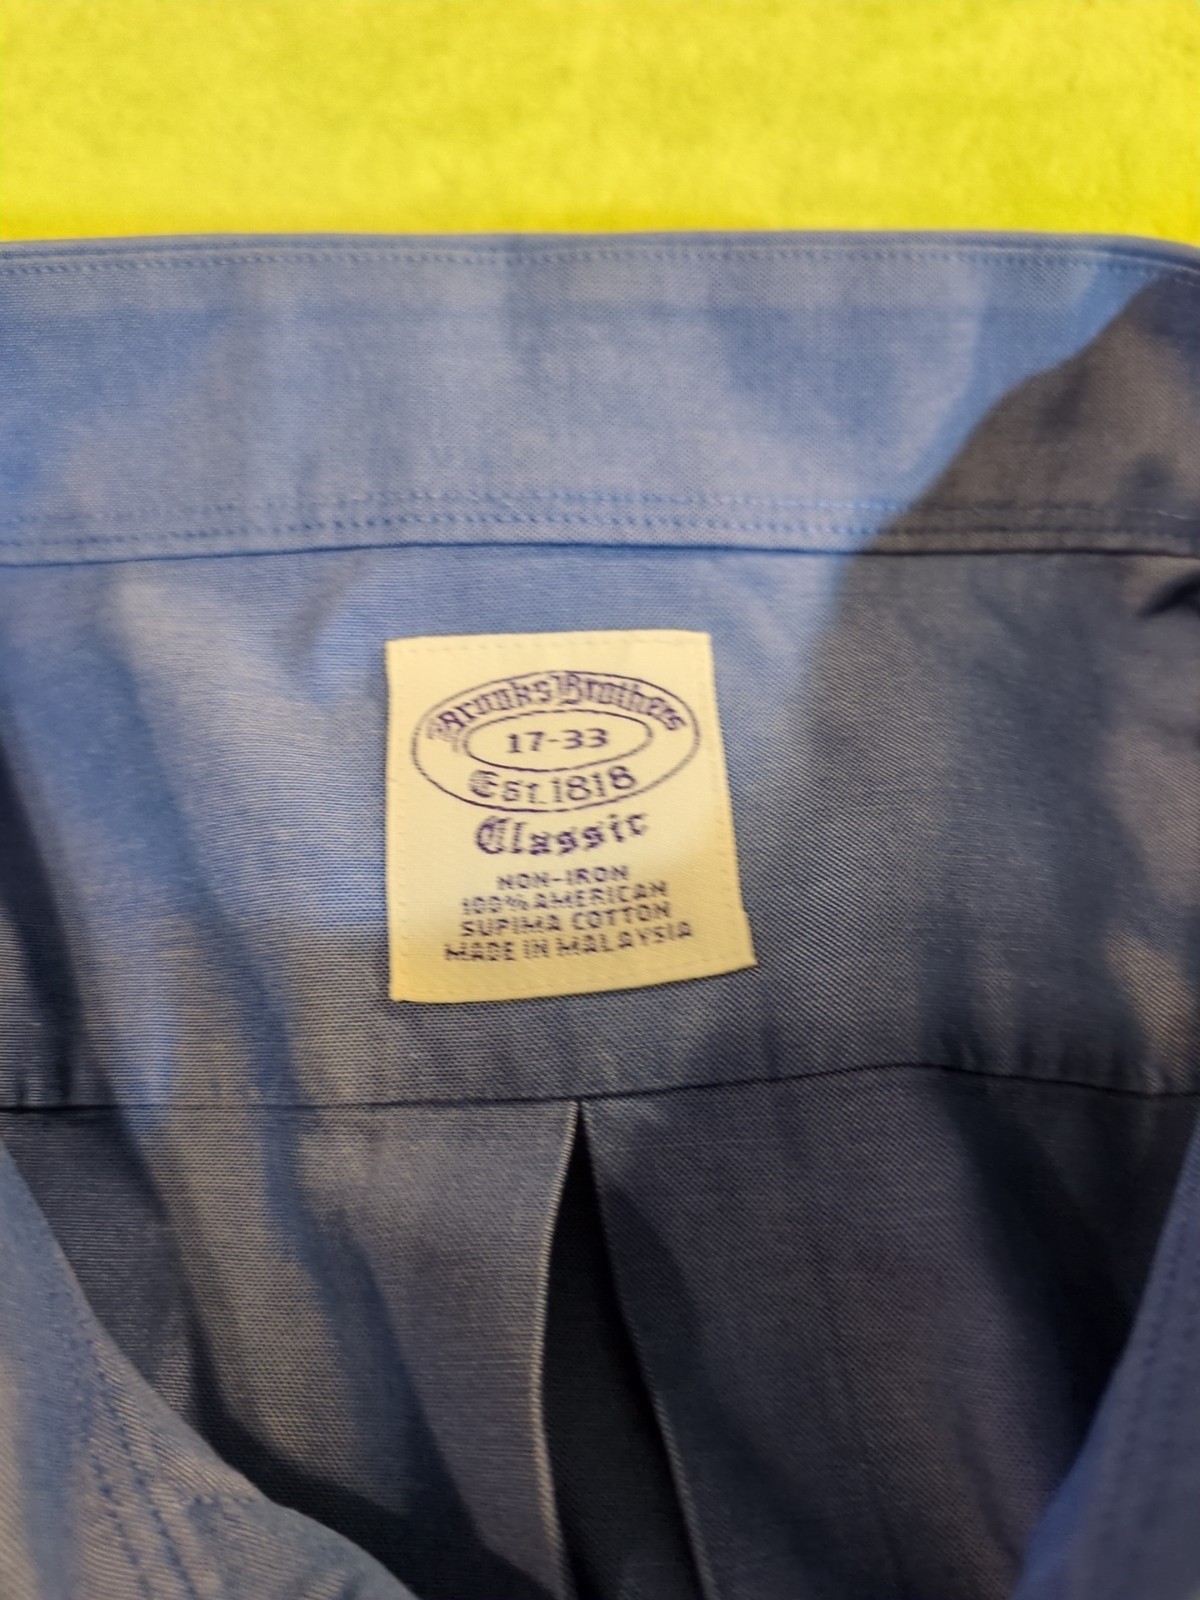 Brooks Brothers
17-33
Est. 1818
Classic
NON-IRON
100% AMERICAN
SUPIMA COTTON
MADE IN MALAYSIA